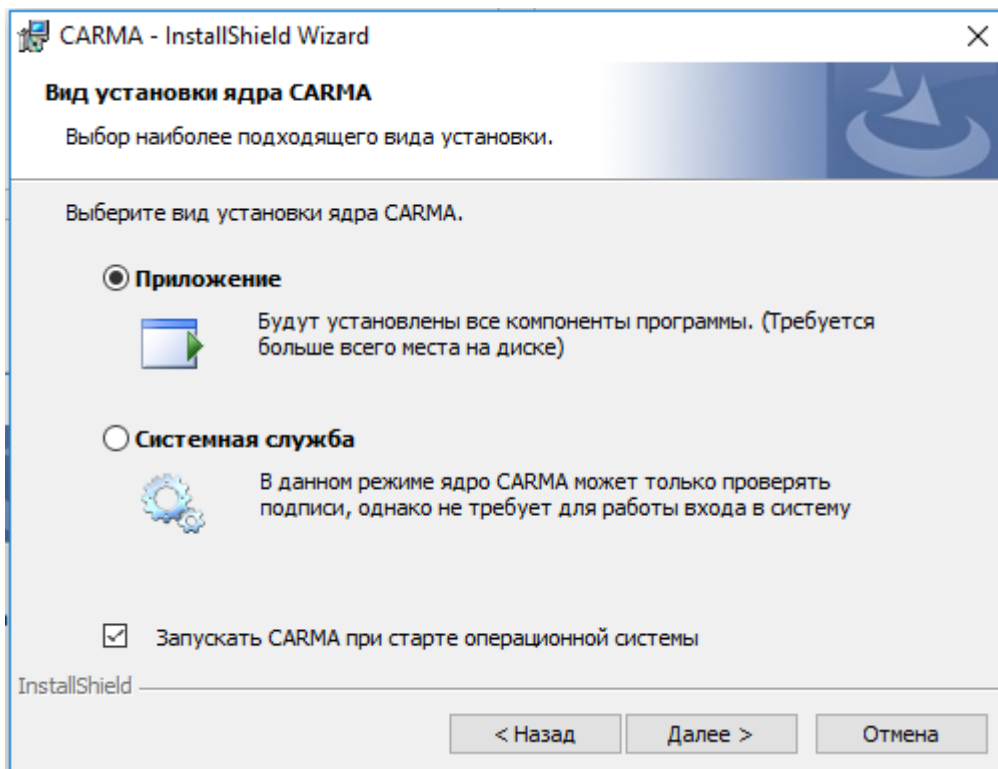 CARMA - InstallShield Wizard
Вид установки ядра CARMA
Выбор наиболее подходящего вида установки.
Выберите вид установки ядра CARMA.
Приложение
Будут установлены все компоненты программы. (Требуется
больше всего места на диске)
Системная служба
В данном режиме ядро CARMA может только проверять
подписи, однако не требует для работы входа в систему
Запускать CARMA при старте операционной системы
InstallShield
< Назад
Далее >
Отмена